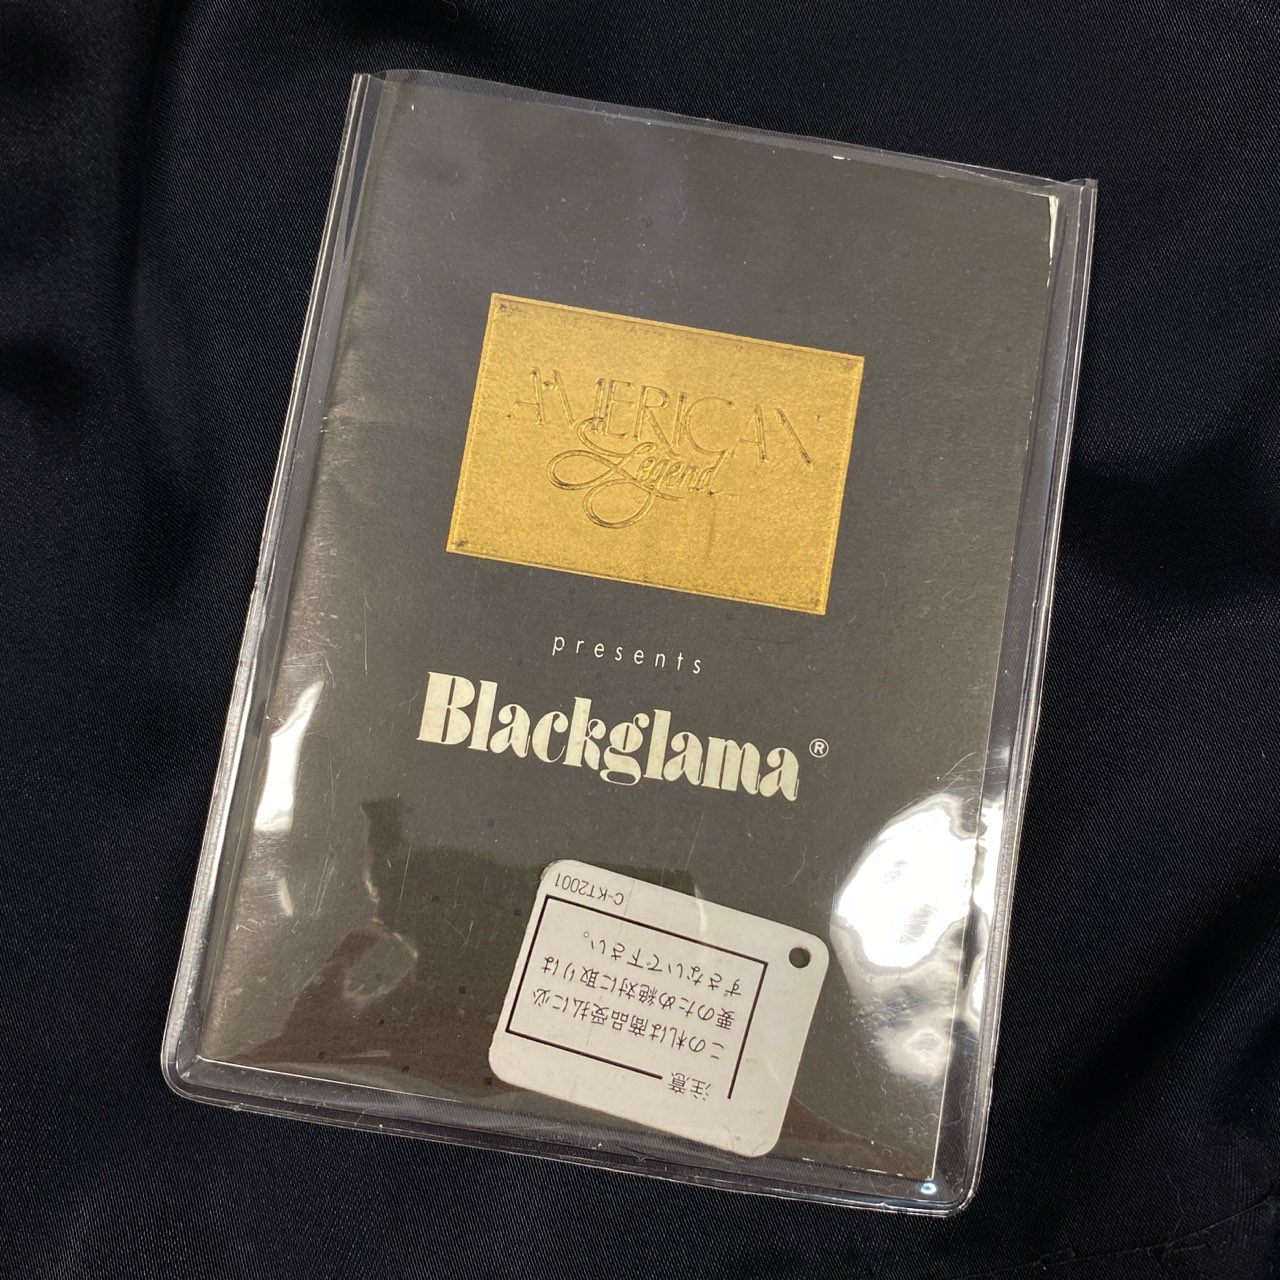 AMERICAN
Legend
presents
Blackglama®
注意
この札は商品受払に必
要のため絶対に取りは
ずさないで下さい。
C-KT2001